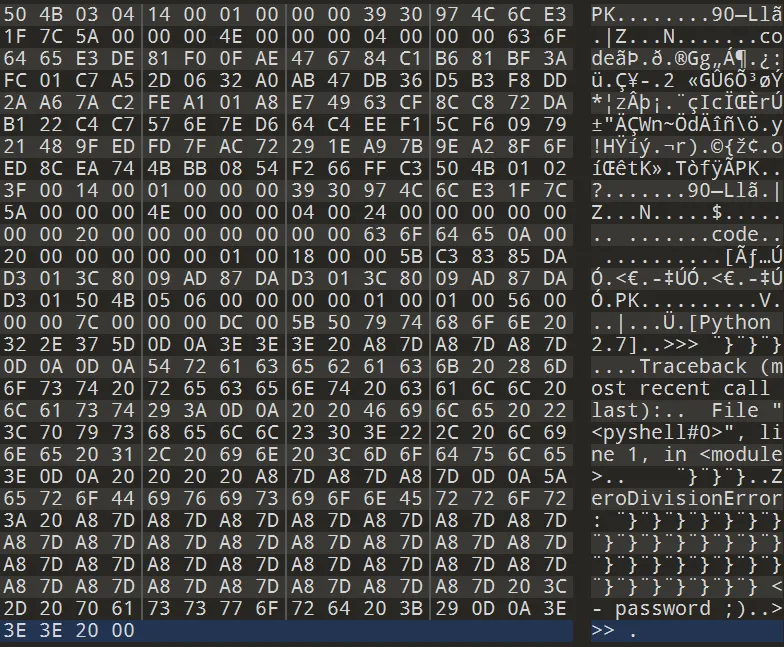 50 4B 03 04 14 00 01 00 00 00 39 30 97 4C 6C E3 PK........90—Llã
1F 7C 5A 00 00 00 4E 00 00 00 04 00 00 00 63 6F .|Z...N.......co
64 65 E3 DE 81 F0 0F AE 47 67 84 C1 B6 81 BF 3A deãÞ.ð.®Gg„Á¶.¿:
FC 01 C7 A5 2D 06 32 A0 AB 47 DB 36 D5 B3 F8 DD ü.Ç¥-.2 «GÛ6Õ³øÝ
2A A6 7A C2 FE A1 01 A8 E7 49 63 CF 8C C8 72 DA *¦zÂþ¡.¨çIcÏŒÈrÚ
B1 22 C4 C7 57 6E 7E D6 64 C4 EE F1 5C F6 09 79 ±"ÄÇWn~ÖdÄîñ\ö.y
21 48 9F ED FD 7F AC 72 29 1E A9 7B 9E A2 8F 6F !HŸíý.¬r).©{ž¢.o
ED 8C EA 74 4B BB 08 54 F2 66 FF C3 50 4B 01 02 íŒêtK».TòfÿÃPK..
3F 00 14 00 01 00 00 00 39 30 97 4C 6C E3 1F 7C ?.......90—Llã.|
5A 00 00 00 4E 00 00 00 04 00 24 00 00 00 00 00 Z...N.....$.....
00 00 20 00 00 00 00 00 00 00 63 6F 64 65 0A 00 .. .......code..
20 00 00 00 00 00 01 00 18 00 00 5B C3 83 85 DA ..........[Ãƒ…Ú
D3 01 3C 80 09 AD 87 DA D3 01 3C 80 09 AD 87 DA Ó.<€.-‡ÚÓ.<€.-‡Ú
D3 01 50 4B 05 06 00 00 00 00 01 00 01 00 56 00 Ó.PK..........V.
00 00 7C 00 00 00 DC 00 5B 50 79 74 68 6F 6E 20 ..|...Ü.[Python
32 2E 37 5D 0D 0A 3E 3E 3E 20 A8 7D A8 7D A8 7D 2.7]..>>> ¨}¨}¨}
0D 0A 0D 0A 54 72 61 63 65 62 61 63 6B 20 28 6D ....Traceback (m
6F 73 74 20 72 65 63 65 6E 74 20 63 61 6C 6C 20 ost recent call
6C 61 73 74 29 3A 0D 0A 20 20 46 69 6C 65 20 22 last):..  File "
3C 70 79 73 68 65 6C 6C 23 30 3E 22 2C 20 6C 69 <pyshell#0>", li
6E 65 20 31 2C 20 69 6E 20 3C 6D 6F 64 75 6C 65 ne 1, in <module
3E 0D 0A 20 20 20 20 A8 7D A8 7D A8 7D 0D 0A 5A >..    ¨}¨}¨}..Z
65 72 6F 44 69 76 69 73 69 6F 6E 45 72 72 6F 72 eroDivisionError
3A 20 A8 7D A8 7D A8 7D A8 7D A8 7D A8 7D A8 7D : ¨}¨}¨}¨}¨}¨}¨}
A8 7D A8 7D A8 7D A8 7D A8 7D A8 7D A8 7D A8 7D ¨}¨}¨}¨}¨}¨}¨}¨}
A8 7D A8 7D A8 7D A8 7D A8 7D A8 7D A8 7D A8 7D ¨}¨}¨}¨}¨}¨}¨}¨}
A8 7D A8 7D A8 7D A8 7D A8 7D A8 7D A8 7D 20 3C ¨}¨}¨}¨}¨}¨}¨} <
2D 20 70 61 73 73 77 6F 72 64 20 3B 29 0D 0A 3E - password ;)..>
3E 3E 20 00 >> .